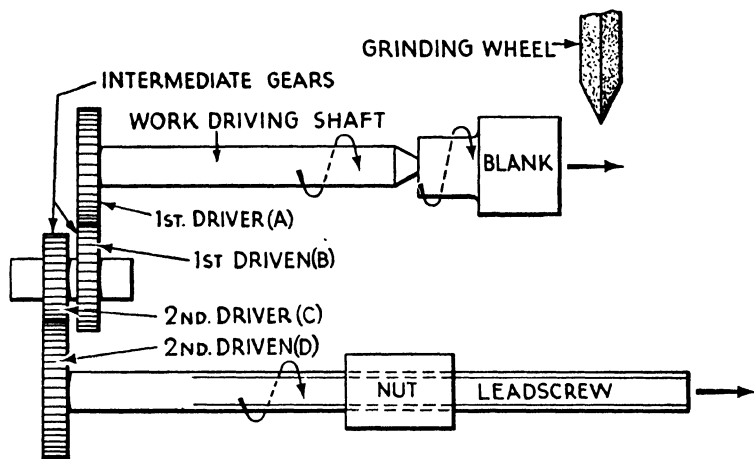 GRINDING WHEEL
INTERMEDIATE GEARS
WORK DRIVING SHAFT
BLANK
1ST. DRIVER (A)
1ST DRIVEN (B)
2ND. DRIVER (C)
2ND. DRIVEN (D)
NUT
LEADSCREW